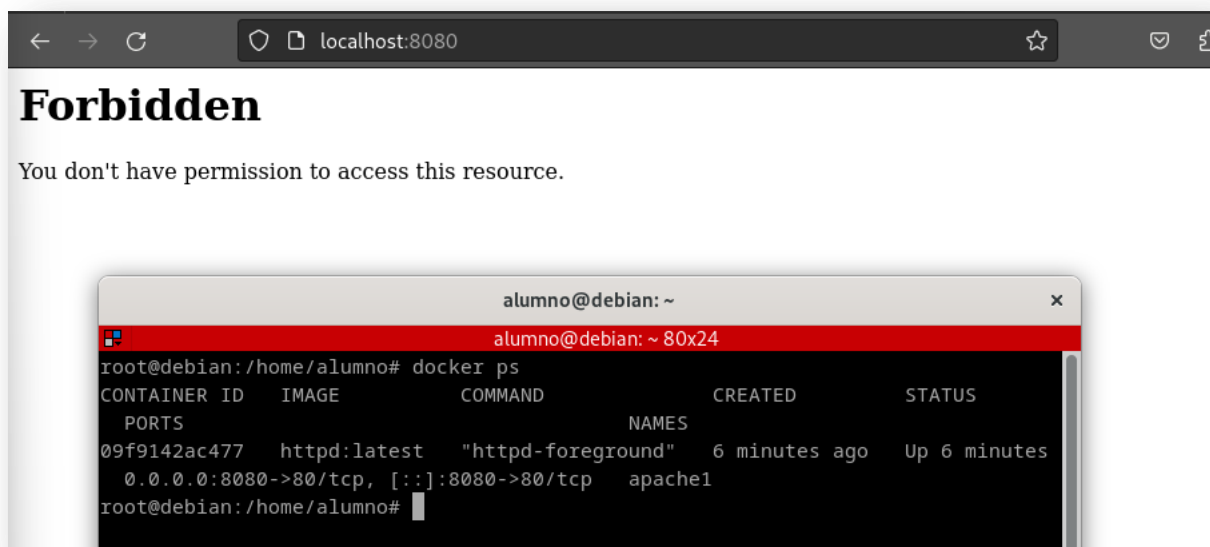 localhost:8080
Forbidden
You don't have permission to access this resource.
alumno@debian: ~
alumno@debian: ~ 80x24
root@debian:/home/alumno# docker ps
CONTAINER ID   IMAGE          COMMAND              CREATED         STATUS
  PORTS                                     NAMES
09f9142ac477   httpd:latest   "httpd-foreground"   6 minutes ago   Up 6 minutes
  0.0.0.0:8080->80/tcp, [::]:8080->80/tcp   apache1
root@debian:/home/alumno#